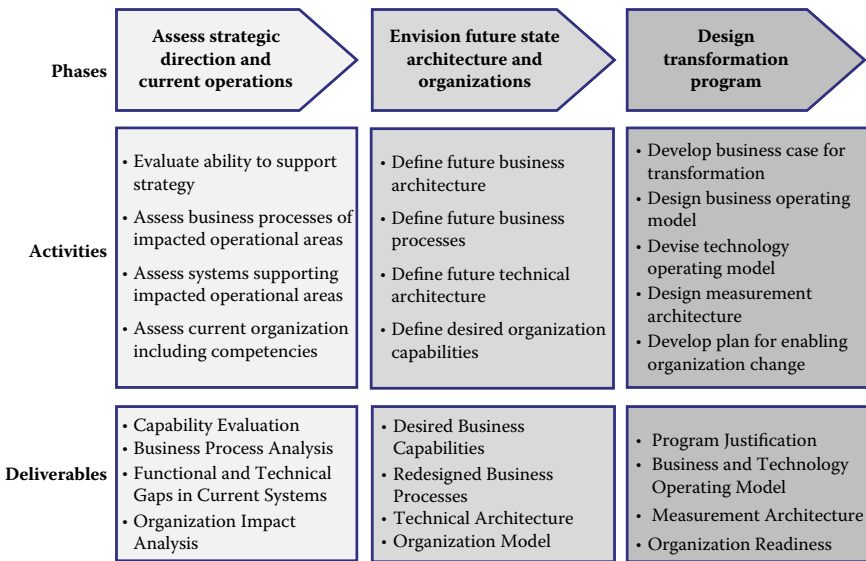 Phases
Assess strategic
direction and
current operations
Envision future state
architecture and
organizations
Design
transformation
program
Activities
• Evaluate ability to support
strategy
• Assess business processes of
impacted operational areas
• Assess systems supporting
impacted operational areas
• Assess current organization
including competencies
• Define future business
architecture
• Define future business
processes
• Define future technical
architecture
• Define desired organization
capabilities
• Develop business case for
transformation
• Design business operating
model
• Devise technology
operating model
• Design measurement
architecture
• Develop plan for enabling
organization change
Deliverables
• Capability Evaluation
• Business Process Analysis
• Functional and Technical
Gaps in Current Systems
• Organization Impact
Analysis
• Desired Business
Capabilities
• Redesigned Business
Processes
• Technical Architecture
• Organization Model
• Program Justification
• Business and Technology
Operating Model
• Measurement Architecture
• Organization Readiness